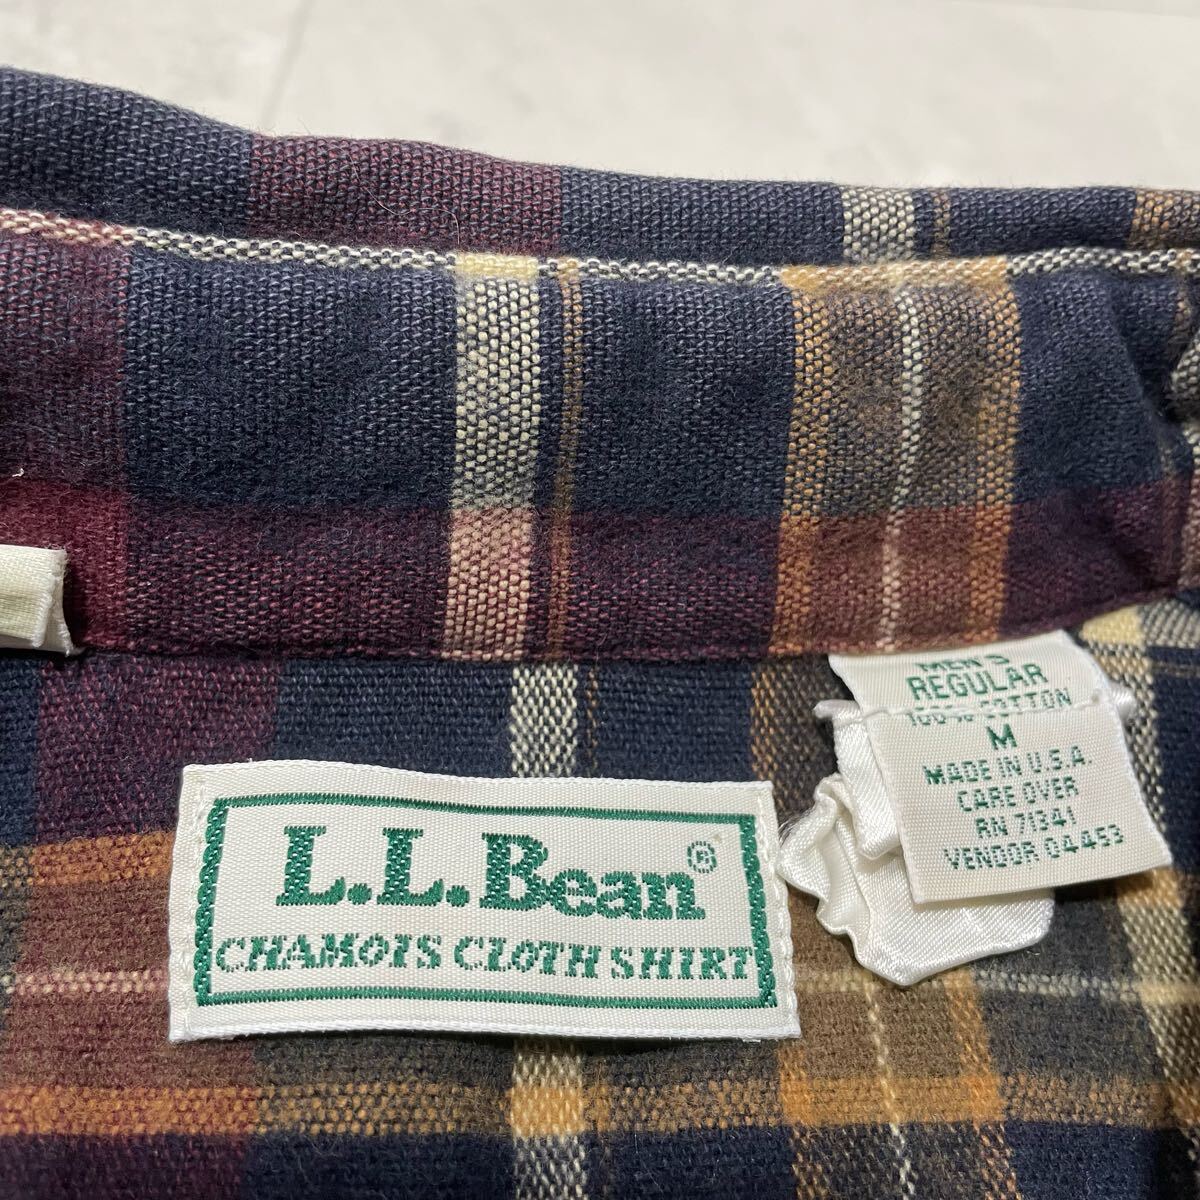 L.L.Bean®
CHAMOIS CLOTH SHIRT
MEN'S
REGULAR
100% COTTON
M
MADE IN U.S.A.
CARE OVER
RN 71341
VENDOR 04453